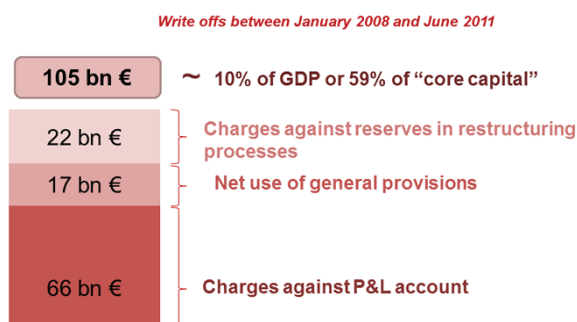 Write offs between January 2008 and June 2011
105 bn €
~ 10% of GDP or 59% of “core capital”
22 bn €
Charges against reserves in restructuring
processes
17 bn €
Net use of general provisions
66 bn €
Charges against P&L account